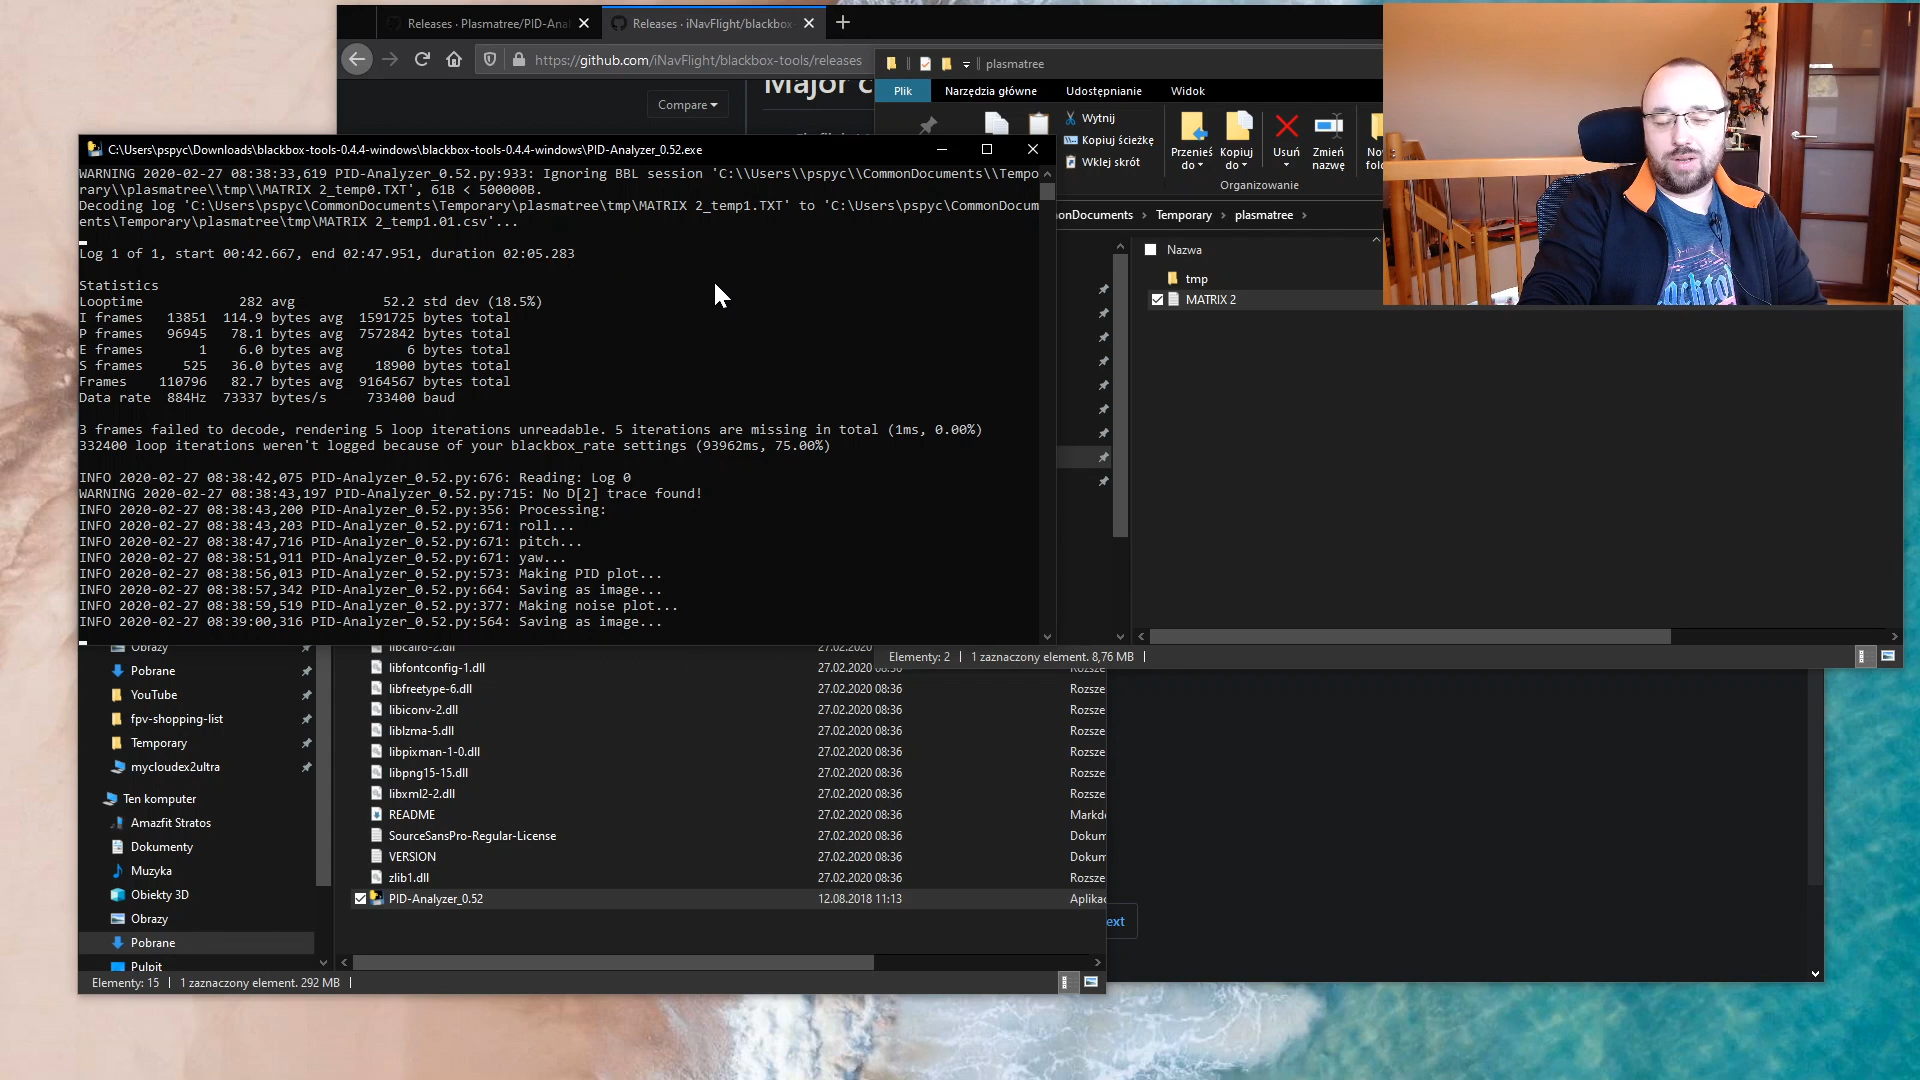 Releases · Plasmatree/PID-Ana
Releases · iNavFlight/blackbox-
https://github.com/iNavFlight/blackbox-tools/releases
Compare
Major c
plasmatree
Plik
Narzędzia główne
Udostępnianie
Widok
Wytnij
Kopiuj ścieżkę
Wklej skrót
Przenieś do
Kopiuj do
Usuń
Zmień nazwę
Organizowanie
onDocuments
Temporary
plasmatree
Nazwa
tmp
MATRIX 2
Elementy: 2
1 zaznaczony element. 8,76 MB
C:\Users\pspyc\Downloads\blackbox-tools-0.4.4-windows\blackbox-tools-0.4.4-windows\PID-Analyzer_0.52.exe
WARNING 2020-02-27 08:38:33,619 PID-Analyzer_0.52.py:933: Ignoring BBL session 'C:\\Users\\pspyc\\CommonDocuments\\Tempo
rary\\plasmatree\\tmp\\MATRIX 2_temp0.TXT', 61B < 500000B.
Decoding log 'C:\Users\pspyc\CommonDocuments\Temporary\plasmatree\tmp\MATRIX 2_temp1.TXT' to 'C:\Users\pspyc\CommonDocum
ents\Temporary\plasmatree\tmp\MATRIX 2_temp1.01.csv'...
Log 1 of 1, start 00:42.667, end 02:47.951, duration 02:05.283
Statistics
Looptime 282 avg 52.2 std dev (18.5%)
I frames 13851 114.9 bytes avg 1591725 bytes total
P frames 96945 78.1 bytes avg 7572842 bytes total
E frames 1 6.0 bytes avg 6 bytes total
S frames 525 36.0 bytes avg 18900 bytes total
Frames 110796 82.7 bytes avg 9164567 bytes total
Data rate 884Hz 73337 bytes/s 733400 baud
3 frames failed to decode, rendering 5 loop iterations unreadable. 5 iterations are missing in total (1ms, 0.00%)
332400 loop iterations weren't logged because of your blackbox_rate settings (93962ms, 75.00%)
INFO 2020-02-27 08:38:42,075 PID-Analyzer_0.52.py:676: Reading: Log 0
WARNING 2020-02-27 08:38:43,197 PID-Analyzer_0.52.py:715: No D[2] trace found!
INFO 2020-02-27 08:38:43,200 PID-Analyzer_0.52.py:356: Processing:
INFO 2020-02-27 08:38:43,203 PID-Analyzer_0.52.py:671: roll...
INFO 2020-02-27 08:38:47,716 PID-Analyzer_0.52.py:671: pitch...
INFO 2020-02-27 08:38:51,911 PID-Analyzer_0.52.py:671: yaw...
INFO 2020-02-27 08:38:56,013 PID-Analyzer_0.52.py:573: Making PID plot...
INFO 2020-02-27 08:38:57,342 PID-Analyzer_0.52.py:664: Saving as image...
INFO 2020-02-27 08:38:59,519 PID-Analyzer_0.52.py:377: Making noise plot...
INFO 2020-02-27 08:39:00,316 PID-Analyzer_0.52.py:564: Saving as image...
Obrazy
Pobrane
YouTube
fpv-shopping-list
Temporary
mycloudex2ultra
Ten komputer
Amazfit Stratos
Dokumenty
Muzyka
Obiekty 3D
Obrazy
Pobrane
Pulpit
libcairo-2.dll 27.02.2020
libfontconfig-1.dll 27.02.2020 08:36 Rozsze
libfreetype-6.dll 27.02.2020 08:36 Rozsze
libiconv-2.dll 27.02.2020 08:36 Rozsze
liblzma-5.dll 27.02.2020 08:36 Rozsze
libpixman-1-0.dll 27.02.2020 08:36 Rozsze
libpng15-15.dll 27.02.2020 08:36 Rozsze
libxml2-2.dll 27.02.2020 08:36 Rozsze
README 27.02.2020 08:36 Markdo
SourceSansPro-Regular-License 27.02.2020 08:36 Dokum
VERSION 27.02.2020 08:36 Dokum
zlib1.dll 27.02.2020 08:36 Rozsze
PID-Analyzer_0.52 12.08.2018 11:13 Aplikac
ext
Elementy: 15
1 zaznaczony element. 292 MB